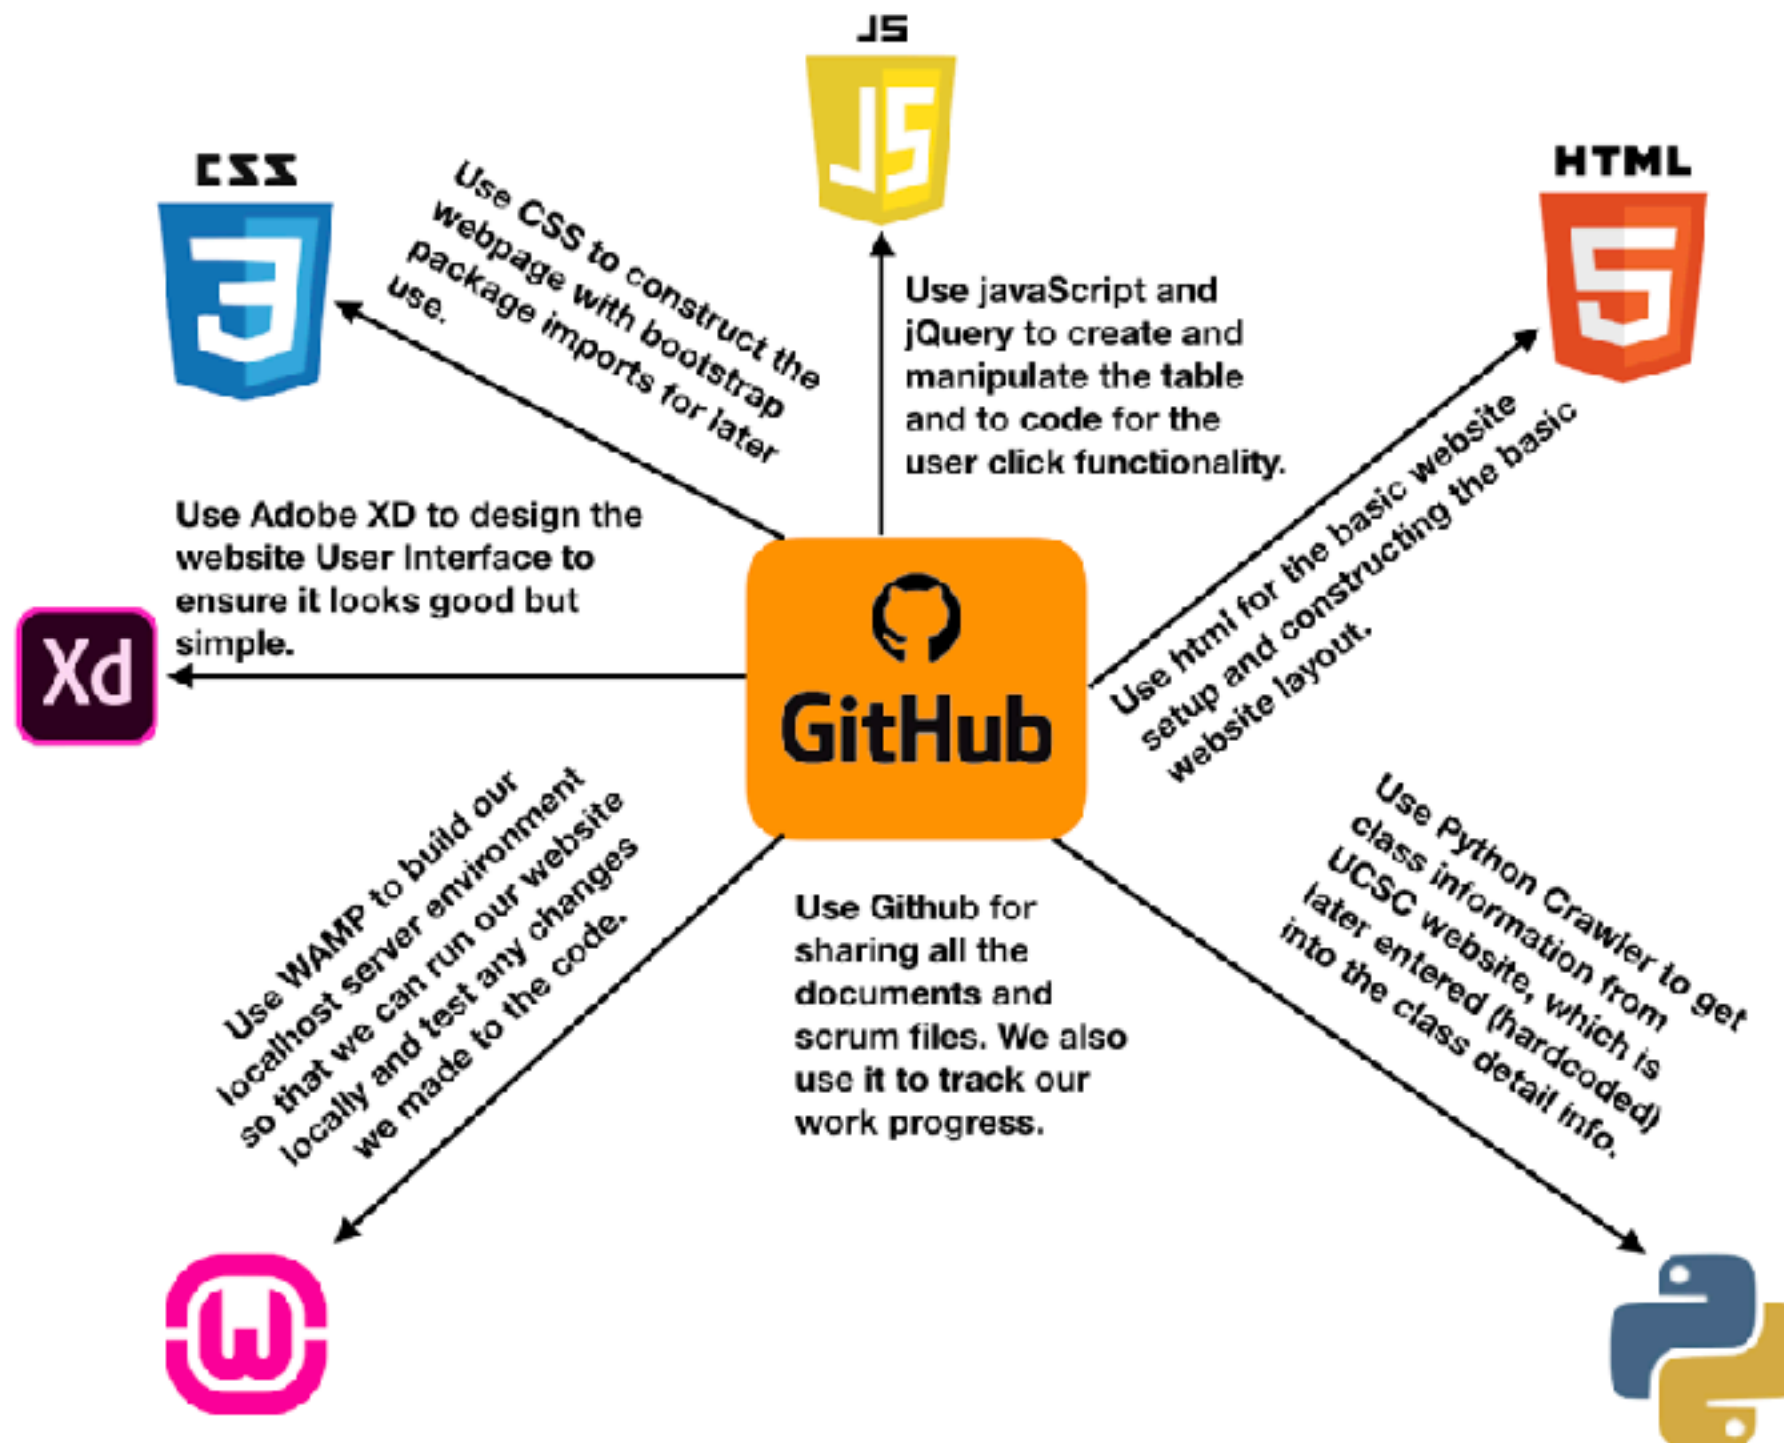 JS
JS
CSS
HTML
Use CSS to construct the
webpage with bootstrap
package imports for later
use.
Use javaScript and
jQuery to create and
manipulate the table
and to code for the
user click functionality.
Use Adobe XD to design the
website User Interface to
ensure it looks good but
simple.
Xd
GitHub
Use html for the basic website
setup and constructing the basic
website layout.
Use WAMP to build our
localhost server environment
so that we can run our website
locally and test any changes
we made to the code.
Use Github for
sharing all the
documents and
scrum files. We also
use it to track our
work progress.
Use Python Crawler to get
class information from
UCSC website, which is
later entered (hardcoded)
into the class detail info.
W